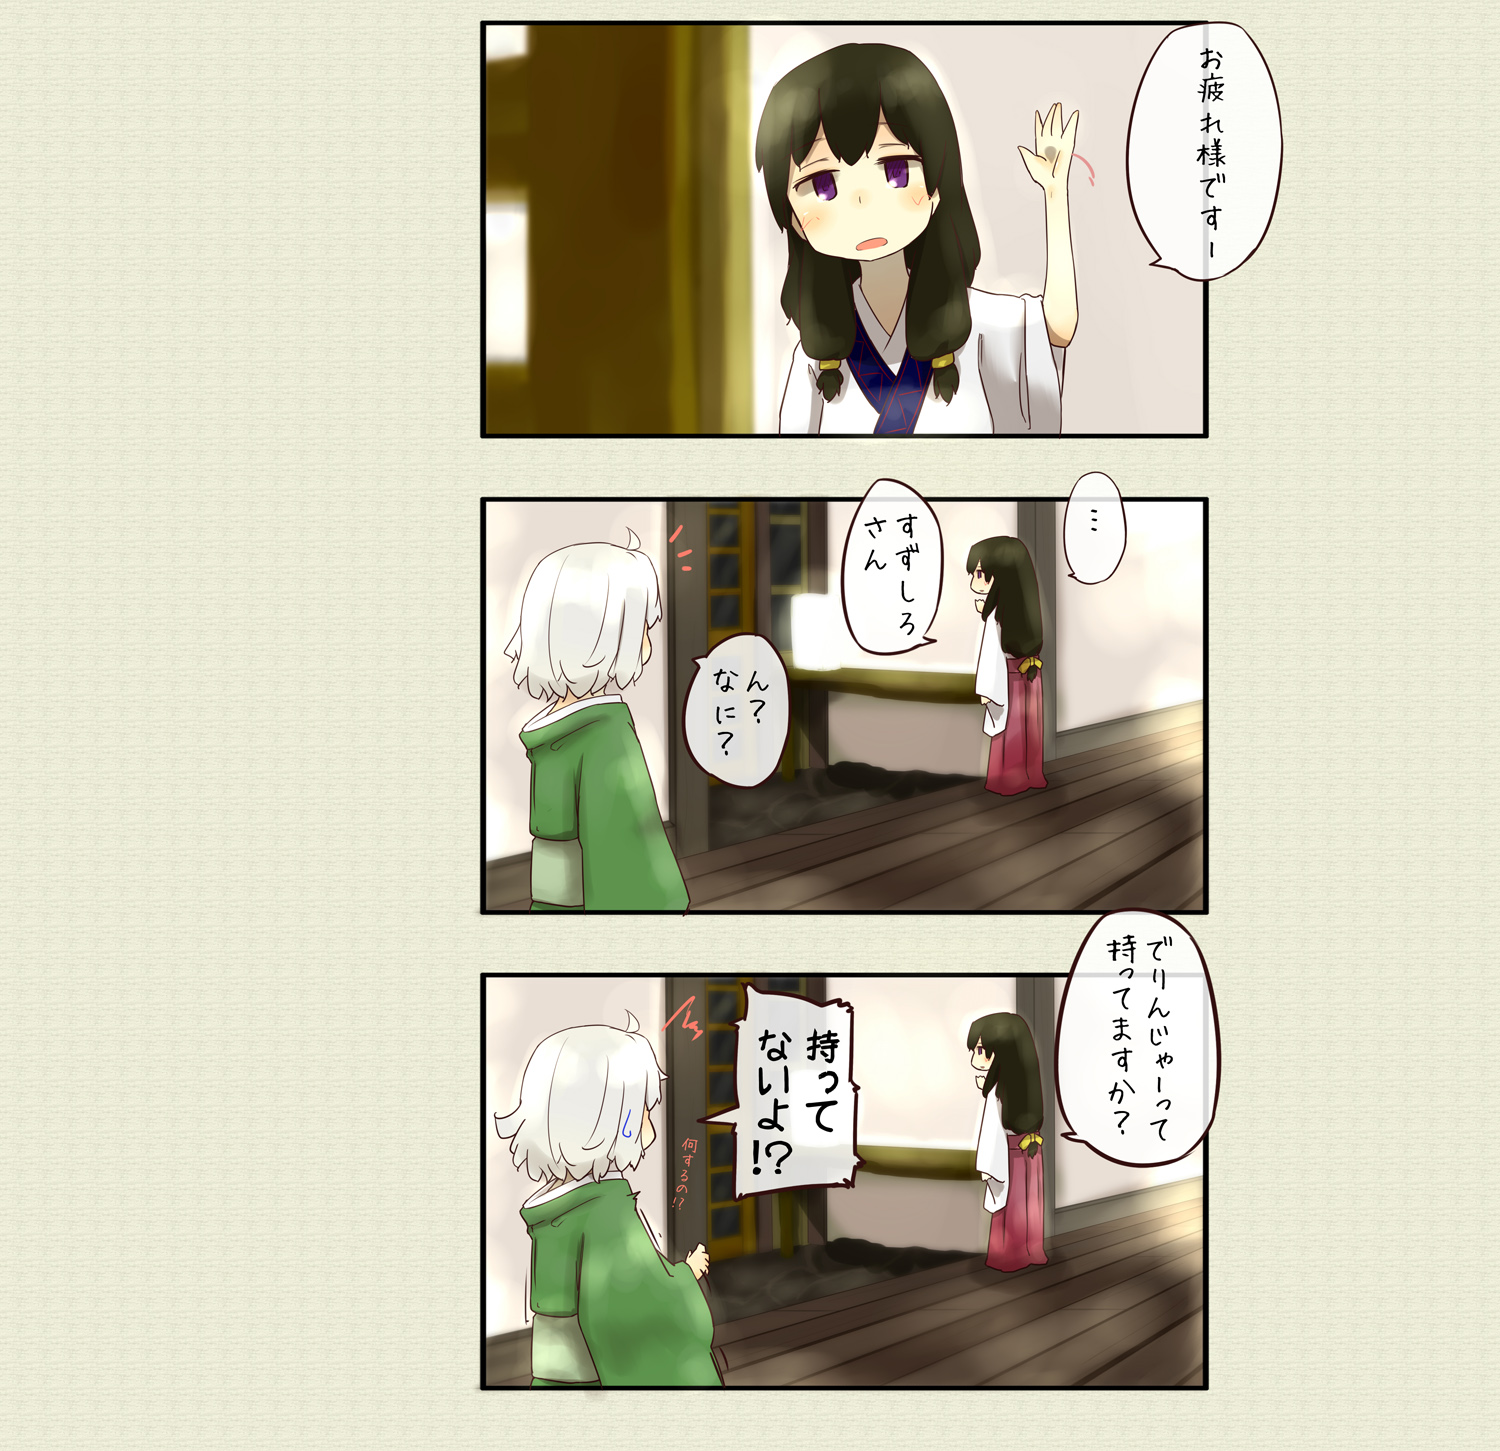 お疲れ様ですー
…
すずしろ
さん
ん？
なに？
でりんじゃーって
持ってますか？
持って
ないよ！？
何するの！？